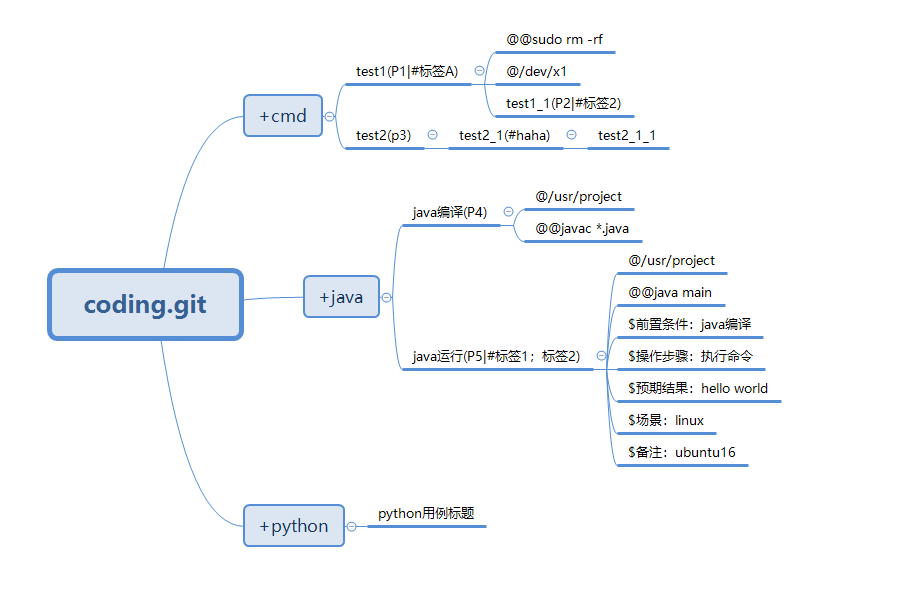 coding.git
+cmd
test1(P1|#标签A)
@@sudo rm -rf
@/dev/x1
test1_1(P2|#标签2)
test2(p3)
test2_1(#haha)
test2_1_1
+java
java编译(P4)
@/usr/project
@@javac *.java
java运行(P5|#标签1；标签2)
@/usr/project
@@java main
$前置条件：java编译
$操作步骤：执行命令
$预期结果：hello world
$场景：linux
$备注：ubuntu16
+python
python用例标题